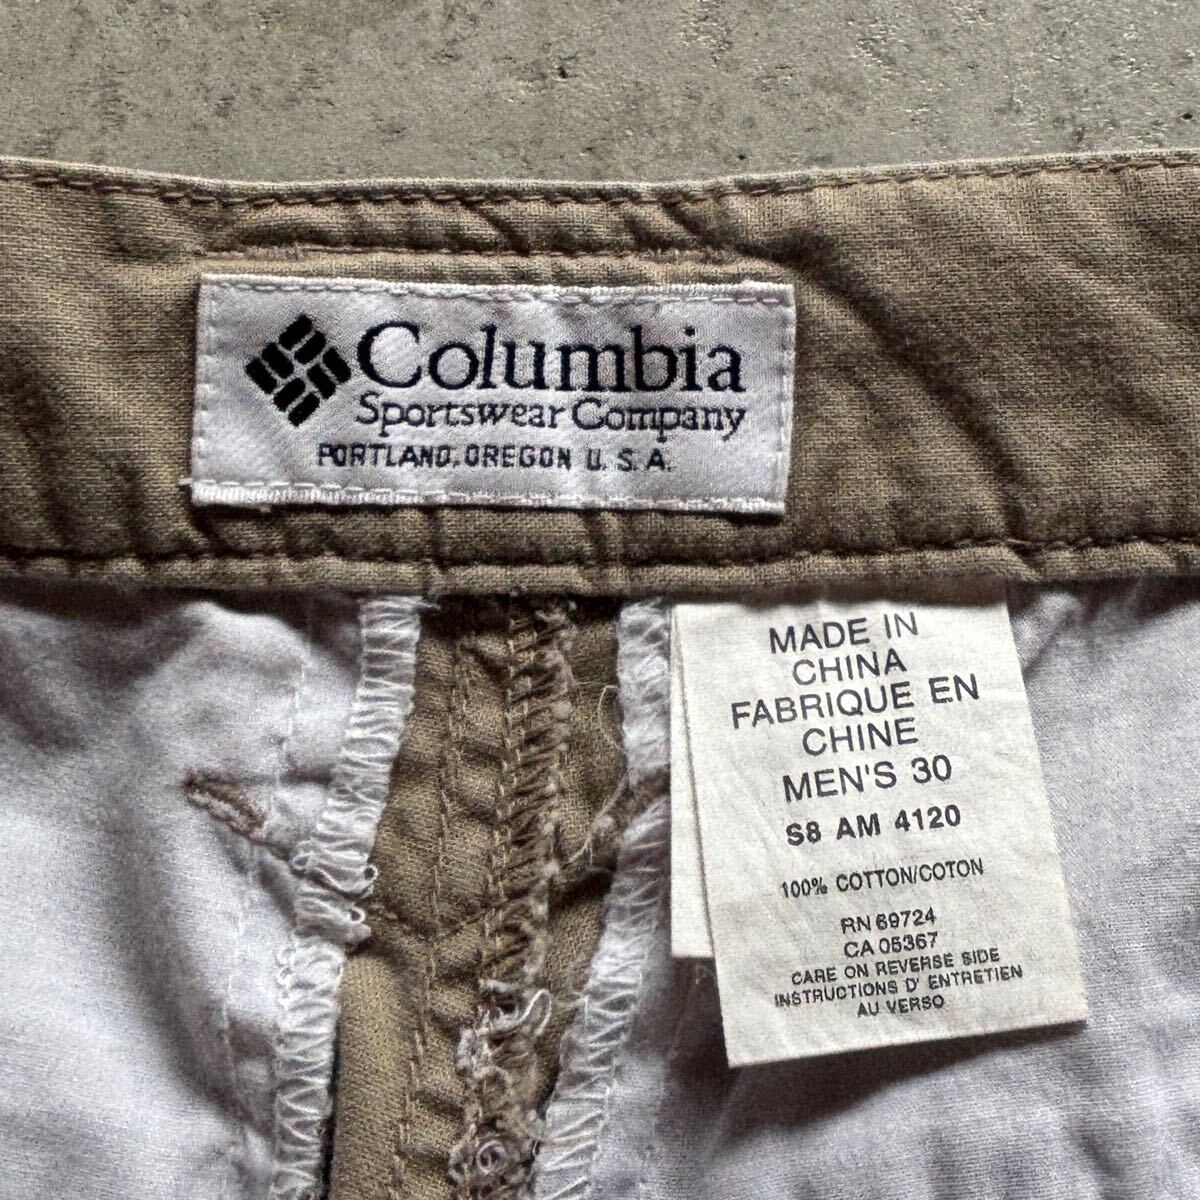 Columbia
Sportswear Company
PORTLAND, OREGON U.S.A.
MADE IN
CHINA
FABRIQUE EN
CHINE
MEN'S 30
S8 AM 4120
100% COTTON/COTON
RN 69724
CA 05367
CARE ON REVERSE SIDE
INSTRUCTIONS D' ENTRETIEN
AU VERSO